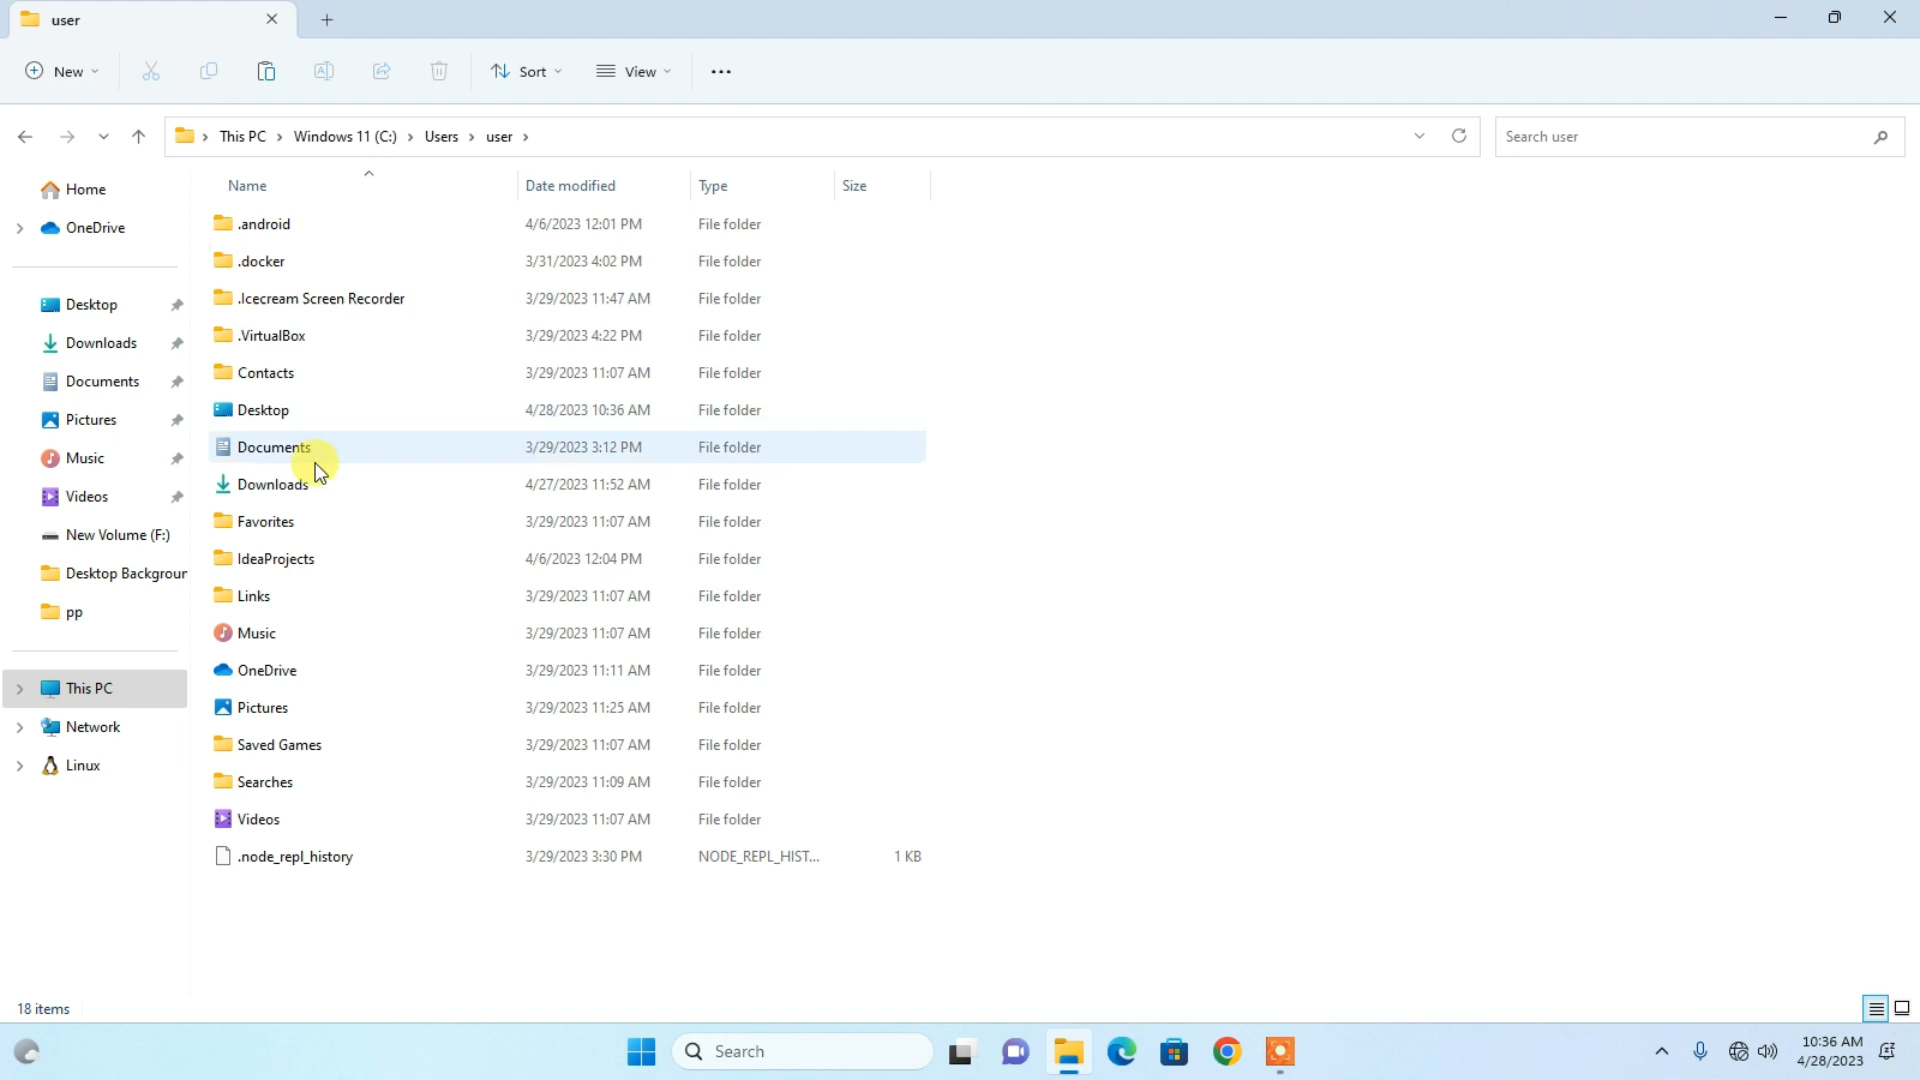 user
New
Sort
View
This PC > Windows 11 (C:) > Users > user >
Search user
Home
OneDrive
Desktop
Downloads
Documents
Pictures
Music
Videos
New Volume (F:)
Desktop Backgrour
pp
This PC
Network
Linux
Name Date modified Type Size
.android 4/6/2023 12:01 PM File folder
.docker 3/31/2023 4:02 PM File folder
.Icecream Screen Recorder 3/29/2023 11:47 AM File folder
.VirtualBox 3/29/2023 4:22 PM File folder
Contacts 3/29/2023 11:07 AM File folder
Desktop 4/28/2023 10:36 AM File folder
Documents 3/29/2023 3:12 PM File folder
Downloads 4/27/2023 11:52 AM File folder
Favorites 3/29/2023 11:07 AM File folder
IdeaProjects 4/6/2023 12:04 PM File folder
Links 3/29/2023 11:07 AM File folder
Music 3/29/2023 11:07 AM File folder
OneDrive 3/29/2023 11:11 AM File folder
Pictures 3/29/2023 11:25 AM File folder
Saved Games 3/29/2023 11:07 AM File folder
Searches 3/29/2023 11:09 AM File folder
Videos 3/29/2023 11:07 AM File folder
.node_repl_history 3/29/2023 3:30 PM NODE_REPL_HIST... 1 KB
18 items
Search
10:36 AM
4/28/2023